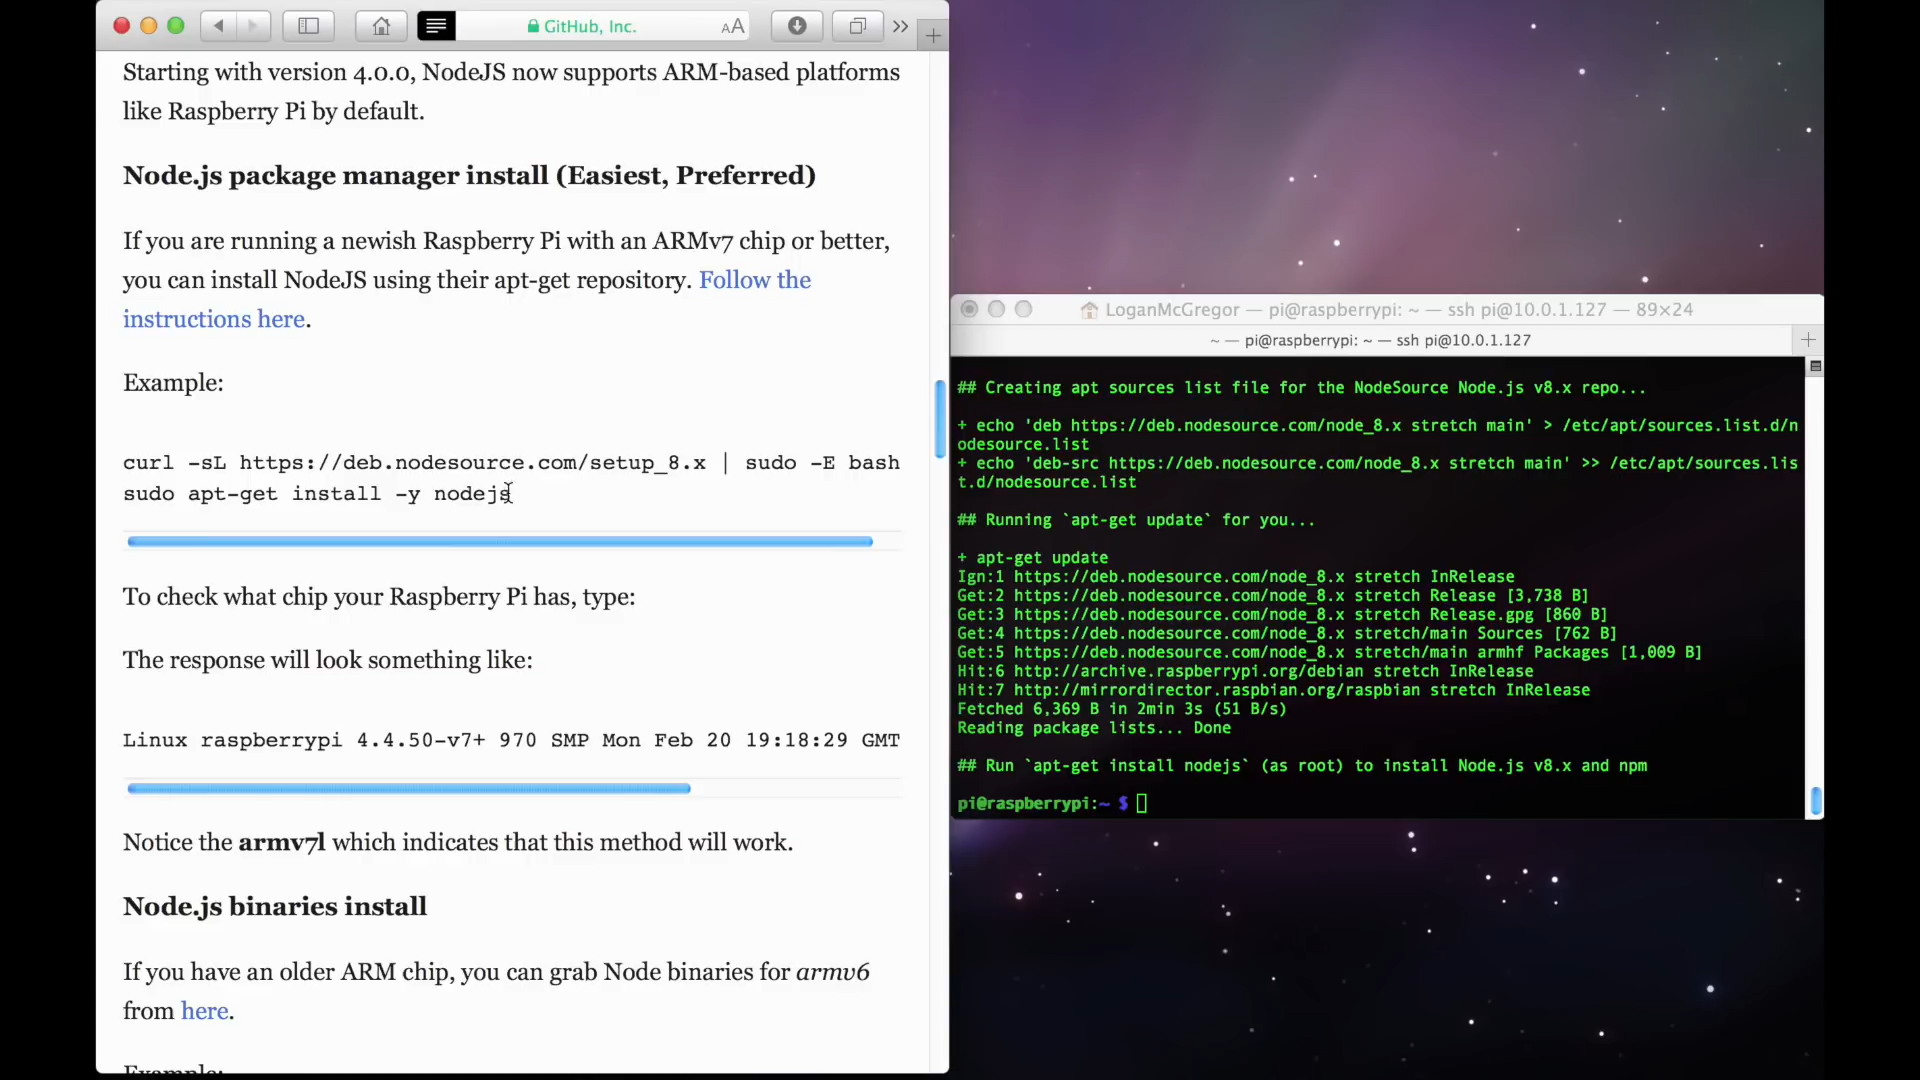 GitHub, Inc.
AA
Starting with version 4.0.0, NodeJS now supports ARM-based platforms
like Raspberry Pi by default.
Node.js package manager install (Easiest, Preferred)
If you are running a newish Raspberry Pi with an ARMv7 chip or better,
you can install NodeJS using their apt-get repository. Follow the
instructions here.
Example:
curl -sL https://deb.nodesource.com/setup_8.x | sudo -E bash
sudo apt-get install -y nodejs
To check what chip your Raspberry Pi has, type:
The response will look something like:
Linux raspberrypi 4.4.50-v7+ 970 SMP Mon Feb 20 19:18:29 GMT
Notice the armv7l which indicates that this method will work.
Node.js binaries install
If you have an older ARM chip, you can grab Node binaries for armv6
from here.
Example:
LoganMcGregor — pi@raspberrypi: ~ — ssh pi@10.0.1.127 — 89×24
~ — pi@raspberrypi: ~ — ssh pi@10.0.1.127
## Creating apt sources list file for the NodeSource Node.js v8.x repo...
+ echo 'deb https://deb.nodesource.com/node_8.x stretch main' > /etc/apt/sources.list.d/n
odesource.list
+ echo 'deb-src https://deb.nodesource.com/node_8.x stretch main' >> /etc/apt/sources.lis
t.d/nodesource.list
## Running `apt-get update` for you...
+ apt-get update
Ign:1 https://deb.nodesource.com/node_8.x stretch InRelease
Get:2 https://deb.nodesource.com/node_8.x stretch Release [3,738 B]
Get:3 https://deb.nodesource.com/node_8.x stretch Release.gpg [860 B]
Get:4 https://deb.nodesource.com/node_8.x stretch/main Sources [762 B]
Get:5 https://deb.nodesource.com/node_8.x stretch/main armhf Packages [1,009 B]
Hit:6 http://archive.raspberrypi.org/debian stretch InRelease
Hit:7 http://mirrordirector.raspbian.org/raspbian stretch InRelease
Fetched 6,369 B in 2min 3s (51 B/s)
Reading package lists... Done
## Run `apt-get install nodejs` (as root) to install Node.js v8.x and npm
pi@raspberrypi:~ $